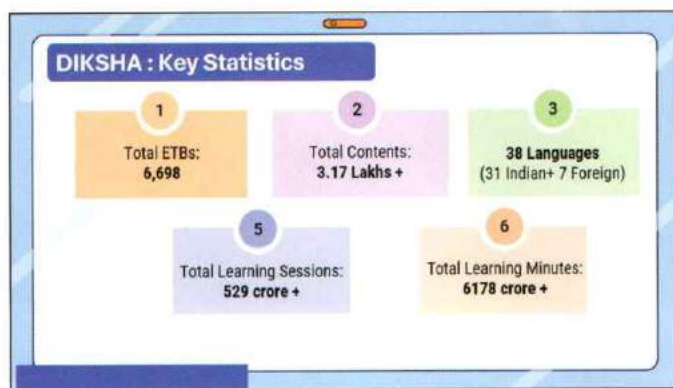 DIKSHA : Key Statistics
1
Total ETBs:
6,698
2
Total Contents:
3.17 Lakhs +
3
38 Languages
(31 Indian+ 7 Foreign)
5
Total Learning Sessions:
529 crore +
6
Total Learning Minutes:
6178 crore +